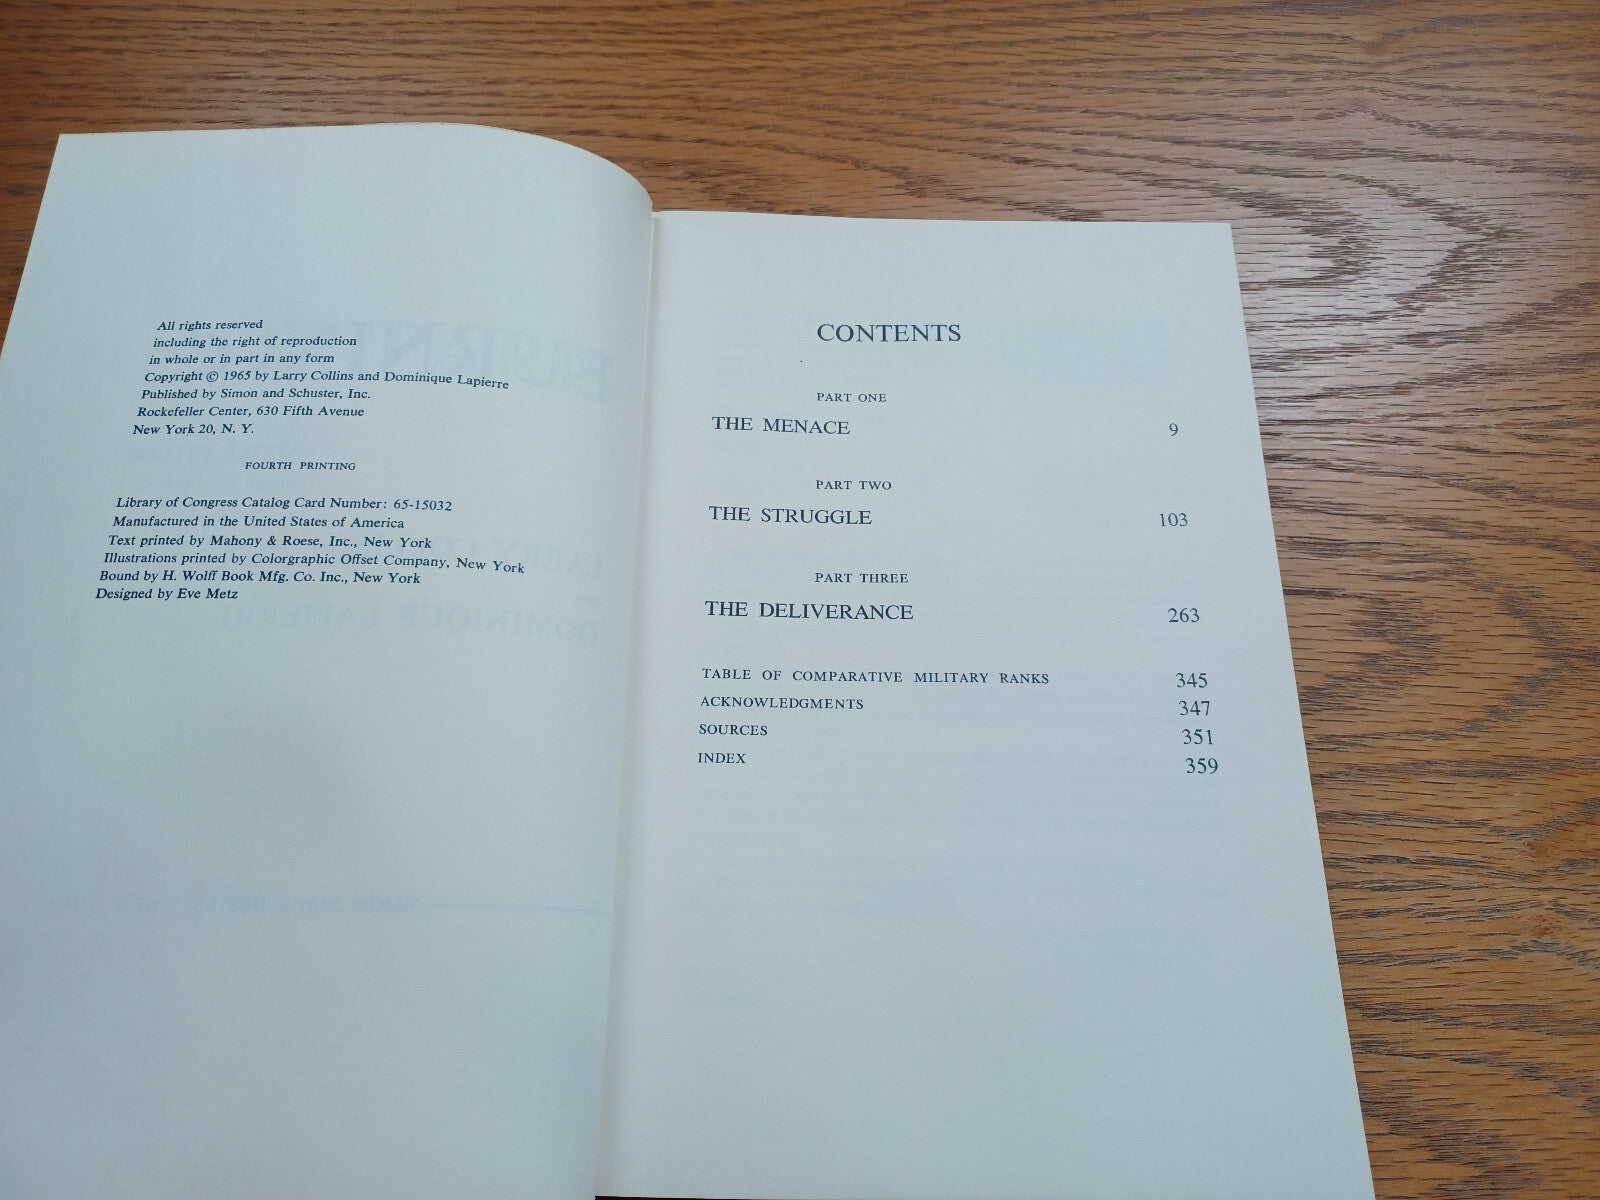 All rights reserved
including the right of reproduction
in whole or in part in any form
Copyright © 1965 by Larry Collins and Dominique Lapierre
Published by Simon and Schuster, Inc.
Rockefeller Center, 630 Fifth Avenue
New York 20, N. Y.
FOURTH PRINTING
Library of Congress Catalog Card Number: 65-15032
Manufactured in the United States of America
Text printed by Mahony & Roese, Inc., New York
Illustrations printed by Colorgraphic Offset Company, New York
Bound by H. Wolff Book Mfg. Co. Inc., New York
Designed by Eve Metz
CONTENTS
PART ONE
THE MENACE 9
PART TWO
THE STRUGGLE 103
PART THREE
THE DELIVERANCE 263
TABLE OF COMPARATIVE MILITARY RANKS 345
ACKNOWLEDGMENTS 347
SOURCES 351
INDEX 359